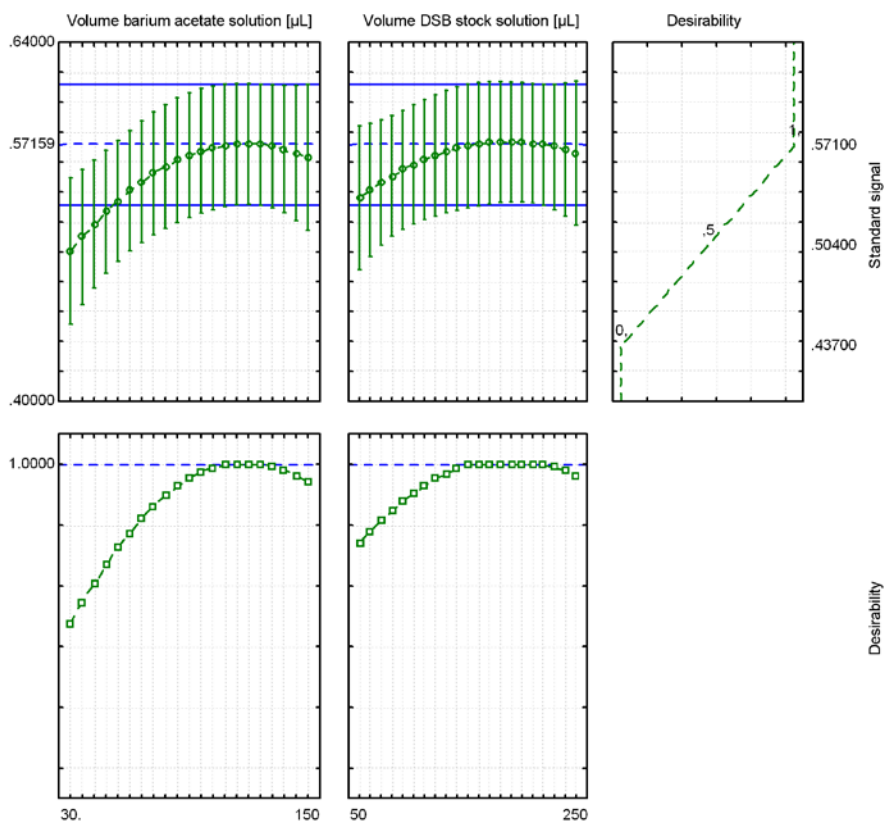 Volume barium acetate solution [µL]
Volume DSB stock solution [µL]
Desirability
.64000
.57159
.40000
1,
,5
0,
.57100
.50400
.43700
Standard signal
1.0000
Desirability
30.
150
50
250